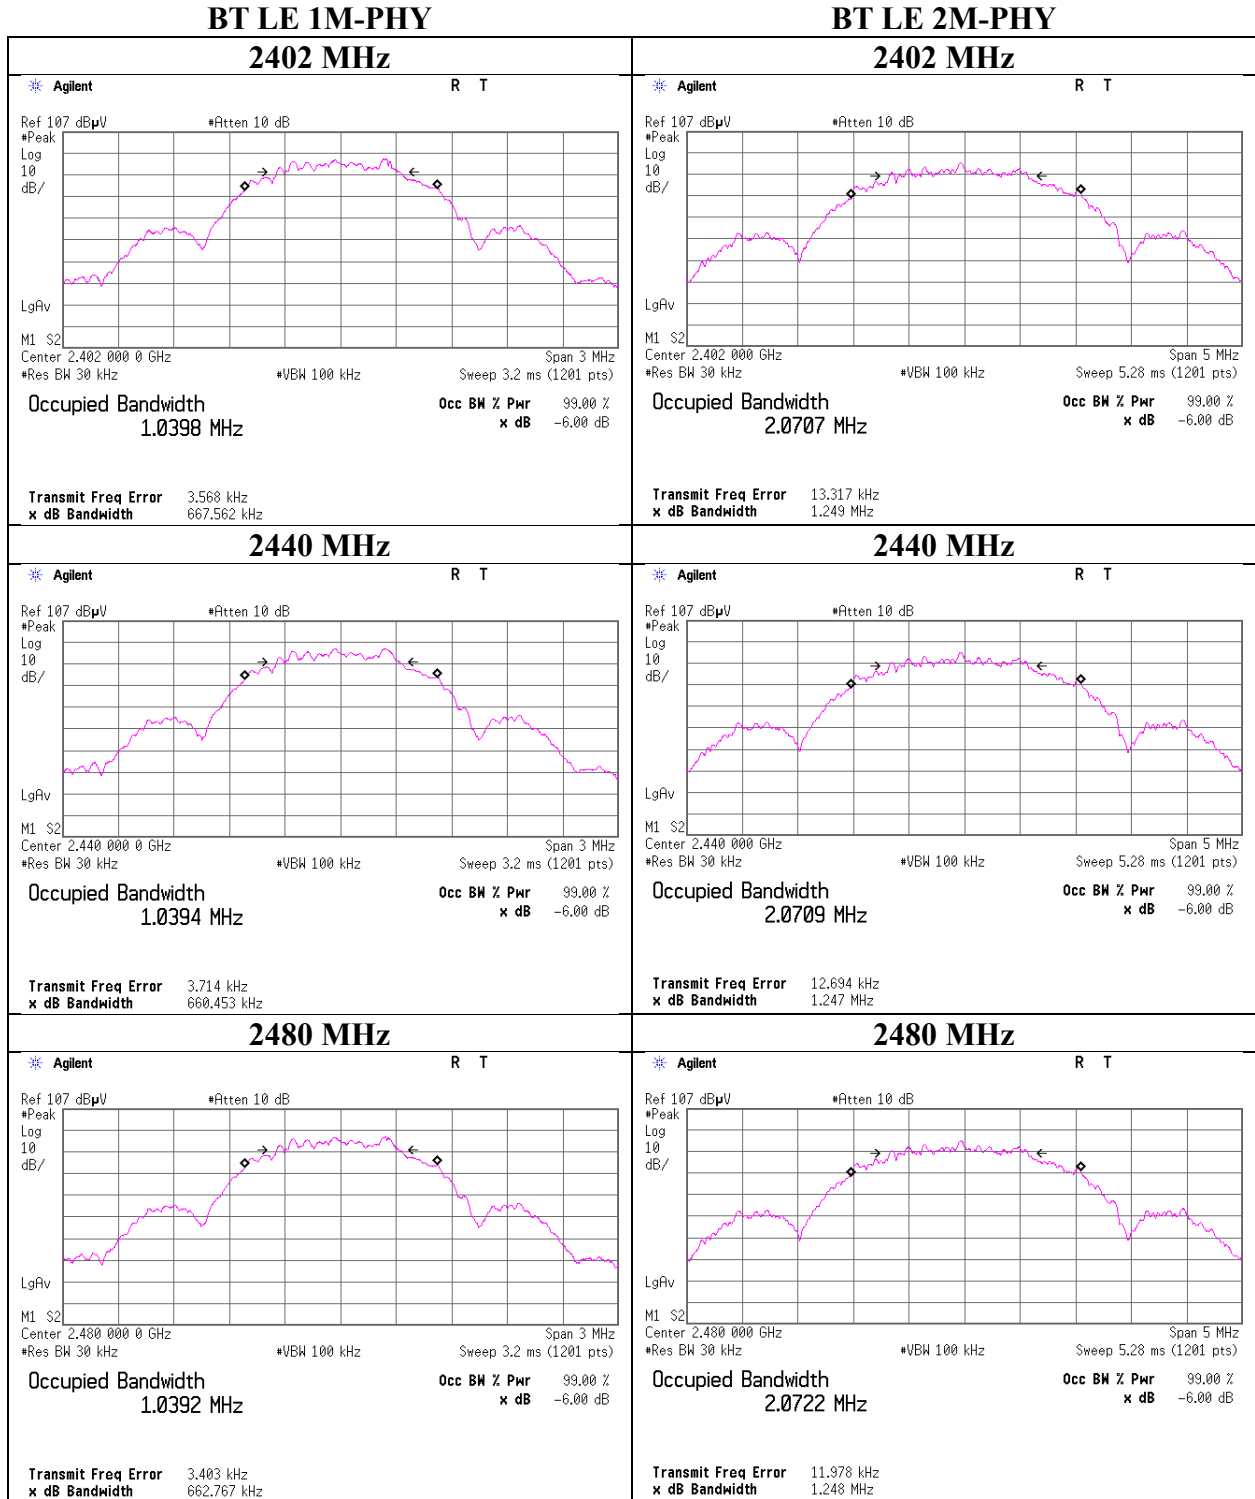 BT LE 1M-PHY
BT LE 2M-PHY
2402 MHz
Agilent R T
Ref 107 dBµV #Atten 10 dB
#Peak
Log
10
dB/
LgAv
M1 S2
Center 2.402 000 0 GHz Span 3 MHz
#Res BW 30 kHz #VBW 100 kHz Sweep 3.2 ms (1201 pts)
Occupied Bandwidth Occ BW % Pwr 99.00 %
1.0398 MHz x dB -6.00 dB
Transmit Freq Error 3.568 kHz
x dB Bandwidth 667.562 kHz
2402 MHz
Agilent R T
Ref 107 dBµV #Atten 10 dB
#Peak
Log
10
dB/
LgAv
M1 S2
Center 2.402 000 GHz Span 5 MHz
#Res BW 30 kHz #VBW 100 kHz Sweep 5.28 ms (1201 pts)
Occupied Bandwidth Occ BW % Pwr 99.00 %
2.0707 MHz x dB -6.00 dB
Transmit Freq Error 13.317 kHz
x dB Bandwidth 1.249 MHz
2440 MHz
Agilent R T
Ref 107 dBµV #Atten 10 dB
#Peak
Log
10
dB/
LgAv
M1 S2
Center 2.440 000 0 GHz Span 3 MHz
#Res BW 30 kHz #VBW 100 kHz Sweep 3.2 ms (1201 pts)
Occupied Bandwidth Occ BW % Pwr 99.00 %
1.0394 MHz x dB -6.00 dB
Transmit Freq Error 3.714 kHz
x dB Bandwidth 660.453 kHz
2440 MHz
Agilent R T
Ref 107 dBµV #Atten 10 dB
#Peak
Log
10
dB/
LgAv
M1 S2
Center 2.440 000 GHz Span 5 MHz
#Res BW 30 kHz #VBW 100 kHz Sweep 5.28 ms (1201 pts)
Occupied Bandwidth Occ BW % Pwr 99.00 %
2.0709 MHz x dB -6.00 dB
Transmit Freq Error 12.694 kHz
x dB Bandwidth 1.247 MHz
2480 MHz
Agilent R T
Ref 107 dBµV #Atten 10 dB
#Peak
Log
10
dB/
LgAv
M1 S2
Center 2.480 000 0 GHz Span 3 MHz
#Res BW 30 kHz #VBW 100 kHz Sweep 3.2 ms (1201 pts)
Occupied Bandwidth Occ BW % Pwr 99.00 %
1.0392 MHz x dB -6.00 dB
Transmit Freq Error 3.403 kHz
x dB Bandwidth 662.767 kHz
2480 MHz
Agilent R T
Ref 107 dBµV #Atten 10 dB
#Peak
Log
10
dB/
LgAv
M1 S2
Center 2.480 000 GHz Span 5 MHz
#Res BW 30 kHz #VBW 100 kHz Sweep 5.28 ms (1201 pts)
Occupied Bandwidth Occ BW % Pwr 99.00 %
2.0722 MHz x dB -6.00 dB
Transmit Freq Error 11.978 kHz
x dB Bandwidth 1.248 MHz